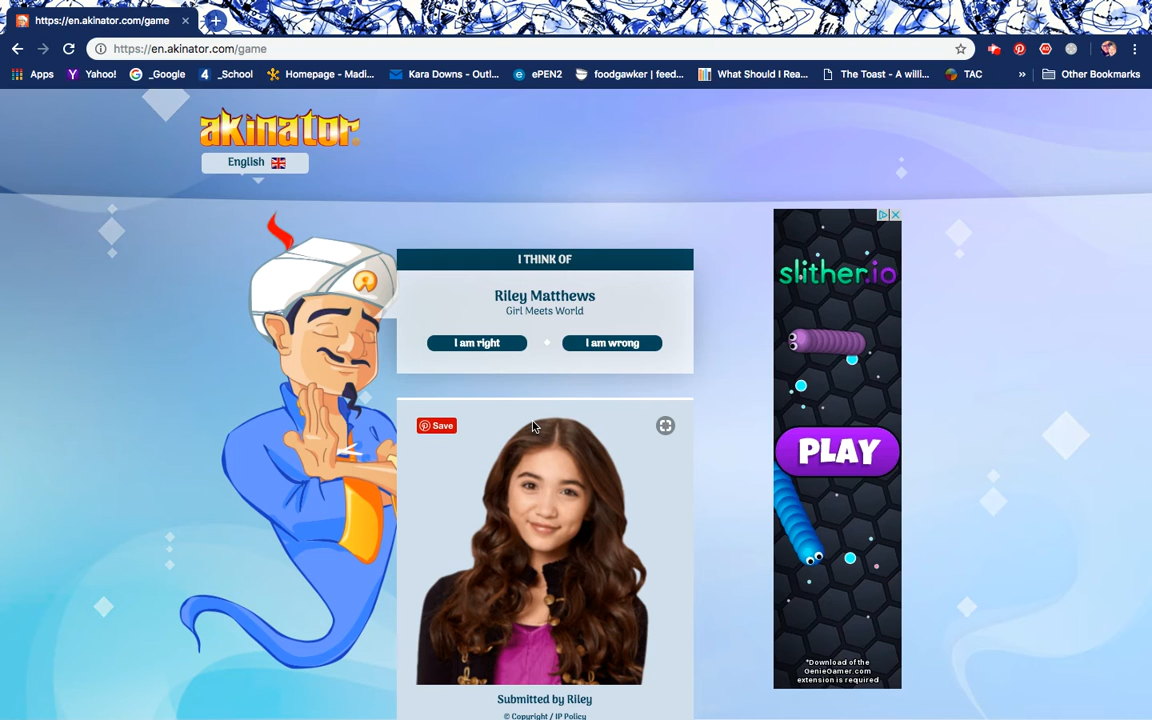 https://en.akinator.com/game
https://en.akinator.com/game
Apps
Yahoo!
_Google
_School
Homepage - Madi...
Kara Downs - Outl...
ePEN2
foodgawker | feed...
What Should I Rea...
The Toast - A willi...
TAC
»
Other Bookmarks
akinator
English
I THINK OF
Riley Matthews
Girl Meets World
I am right
I am wrong
Save
Submitted by Riley
© Copyright / IP Policy
slither.io
PLAY
*Download of the
GenieGamer.com
extension is required